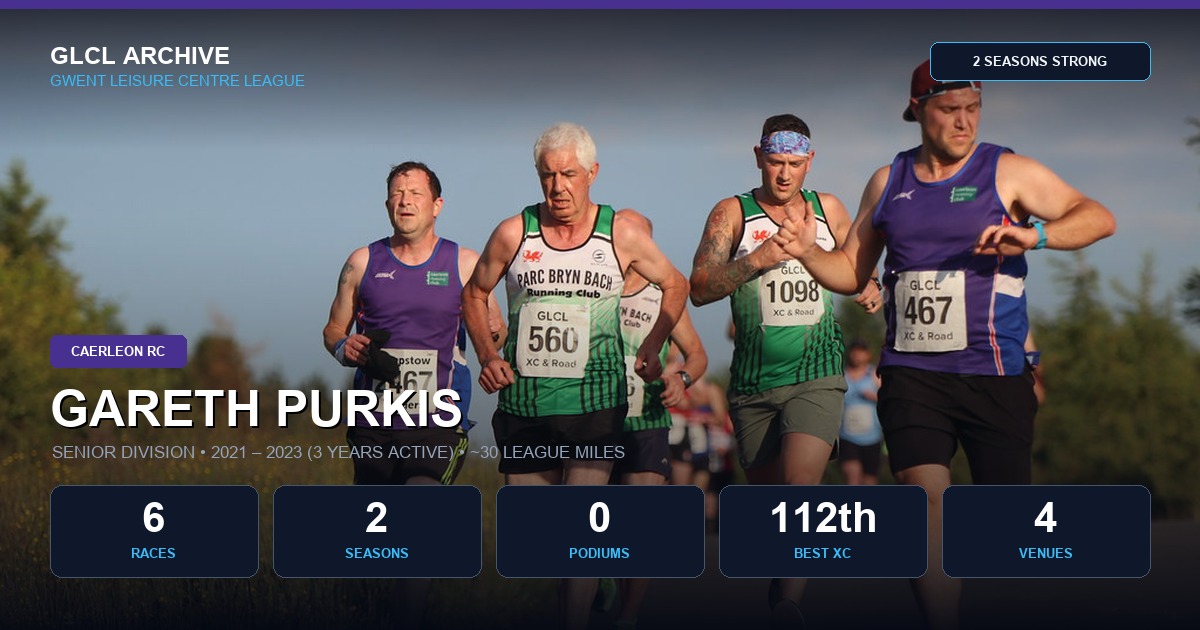 GLCL ARCHIVE
GWENT LEISURE CENTRE LEAGUE
2 SEASONS STRONG
PARC BRYN BACH
Running Club
GLCL
560
XC & Road
GLCL
1098
XC & Road
GLCL
467
XC & Road
CAERLEON RC
GARETH PURKIS
SENIOR DIVISION • 2021 – 2023 (3 YEARS ACTIVE) • ~30 LEAGUE MILES
6
RACES
2
SEASONS
0
PODIUMS
112th
BEST XC
4
VENUES